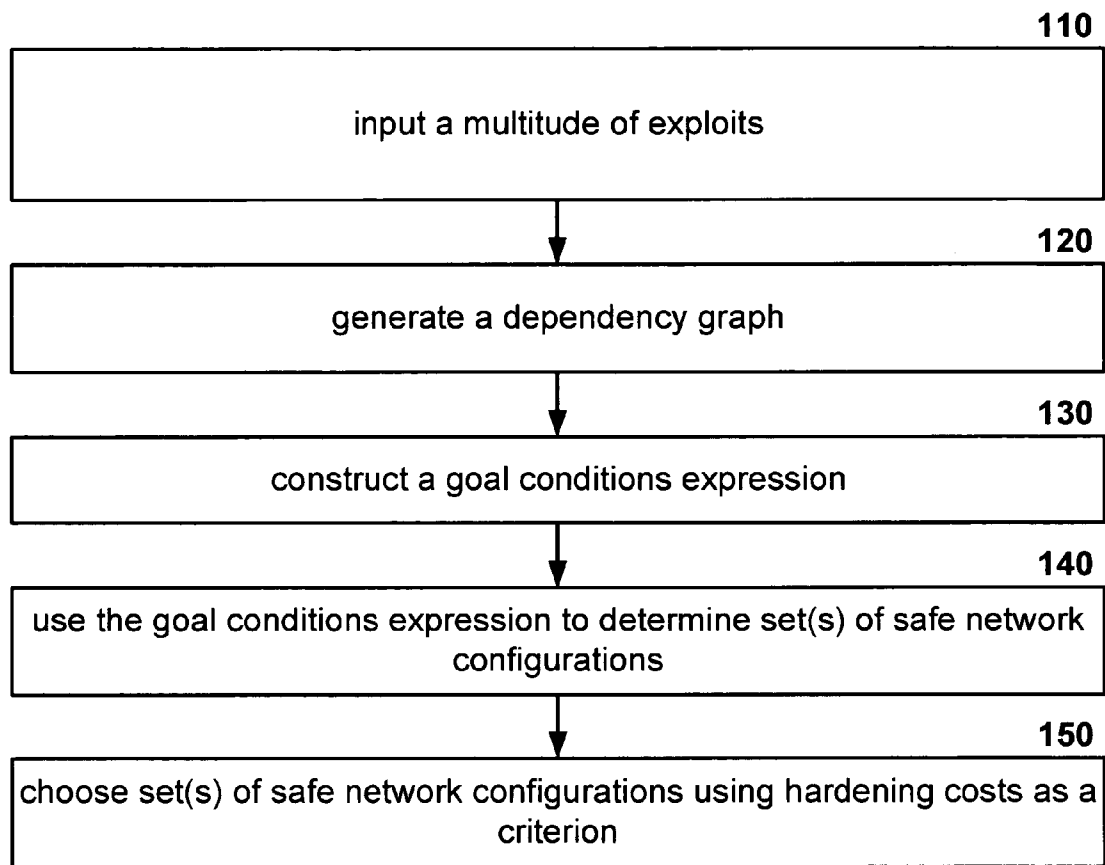 110
input a multitude of exploits
120
generate a dependency graph
130
construct a goal conditions expression
140
use the goal conditions expression to determine set(s) of safe network
configurations
150
choose set(s) of safe network configurations using hardening costs as a
criterion